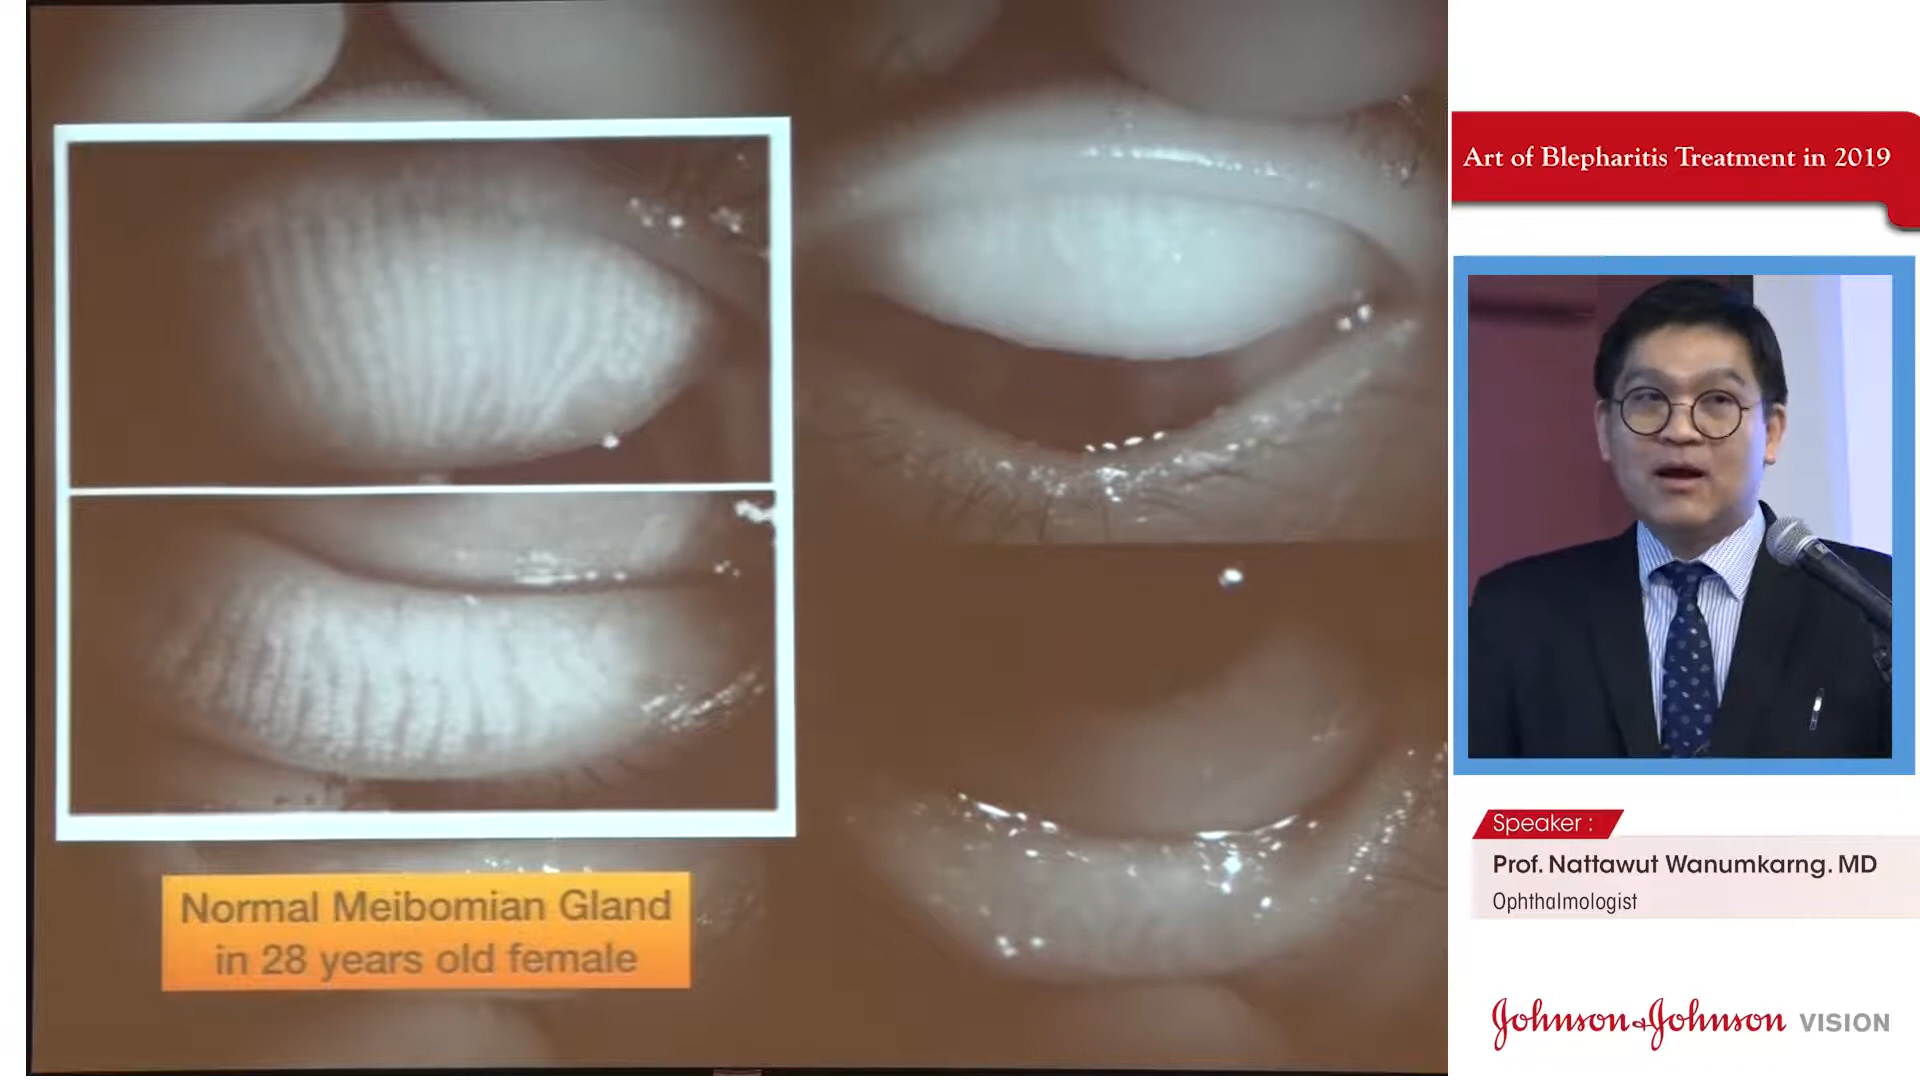 Normal Meibomian Gland
in 28 years old female
Art of Blepharitis Treatment in 2019
Speaker :
Prof. Nattawut Wanumkarng. MD
Ophthalmologist
Johnson & Johnson VISION